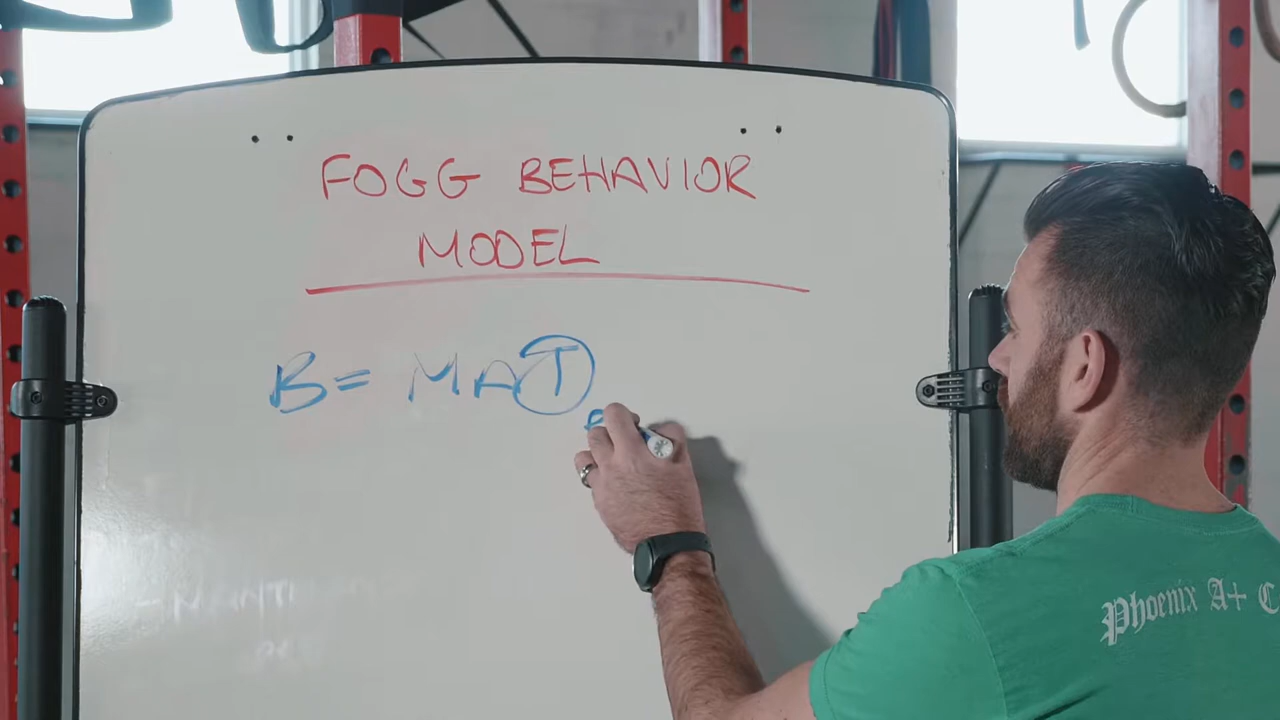 FOGG BEHAVIOR
MODEL
B = MAT
Phoenix A+ C